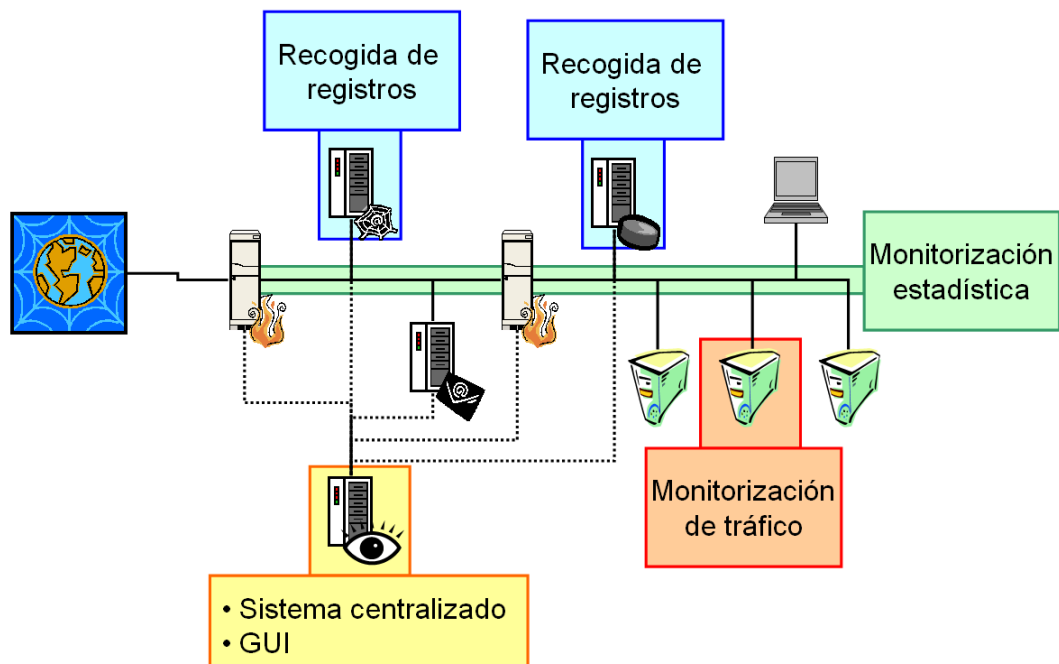 Recogida de
registros
Recogida de
registros
Monitorización
estadística
Monitorización
de tráfico
• Sistema centralizado
• GUI